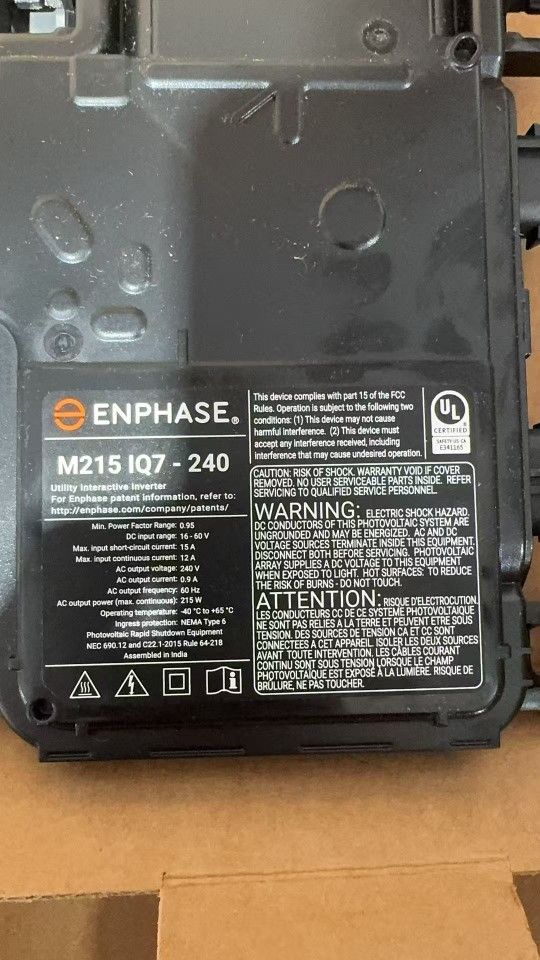 ENPHASE®
M215 IQ7 - 240
Utility Interactive Inverter
For Enphase patent information, refer to:
http://enphase.com/company/patents/
Min. Power Factor Range: 0.95
DC input range: 16 - 60 V
Max. input short-circuit current: 15 A
Max. input continuous current: 12 A
AC output voltage: 240 V
AC output current: 0.9 A
AC output frequency: 60 Hz
AC output power (max. continuous): 215 W
Operating temperature: -40 °C to +65 °C
Ingress protection: NEMA Type 6
Photovoltaic Rapid Shutdown Equipment
NEC 690.12 and C22.1-2015 Rule 64-218
Assembled in India
This device complies with part 15 of the FCC
Rules. Operation is subject to the following two
conditions: (1) This device may not cause
harmful interference. (2) This device must
accept any interference received, including
interference that may cause undesired operation.
UL
CERTIFIED
SAFETY: US CA
E341165
CAUTION: RISK OF SHOCK. WARRANTY VOID IF COVER
REMOVED. NO USER SERVICEABLE PARTS INSIDE. REFER
SERVICING TO QUALIFIED SERVICE PERSONNEL.
WARNING: ELECTRIC SHOCK HAZARD.
DC CONDUCTORS OF THIS PHOTOVOLTAIC SYSTEM ARE
UNGROUNDED AND MAY BE ENERGIZED. AC AND DC
VOLTAGE SOURCES TERMINATE INSIDE THIS EQUIPMENT.
DISCONNECT BOTH BEFORE SERVICING. PHOTOVOLTAIC
ARRAY SUPPLIES A DC VOLTAGE TO THIS EQUIPMENT
WHEN EXPOSED TO LIGHT. HOT SURFACES: TO REDUCE
THE RISK OF BURNS - DO NOT TOUCH.
ATTENTION: RISQUE D'ELECTROCUTION.
LES CONDUCTEURS CC DE CE SYSTÈME PHOTOVOLTAIQUE
NE SONT PAS RELIES A LA TERRE ET PEUVENT ETRE SOUS
TENSION. DES SOURCES DE TENSION CA ET CC SONT
CONNECTEES A CET APPAREIL. ISOLER LES DEUX SOURCES
AVANT TOUTE INTERVENTION. LES CÂBLES COURANT
CONTINU SONT SOUS TENSION LORSQUE LE CHAMP
PHOTOVOLTAÏQUE EST EXPOSÉ À LA LUMIÈRE. RISQUE DE
BRÛLURE, NE PAS TOUCHER.